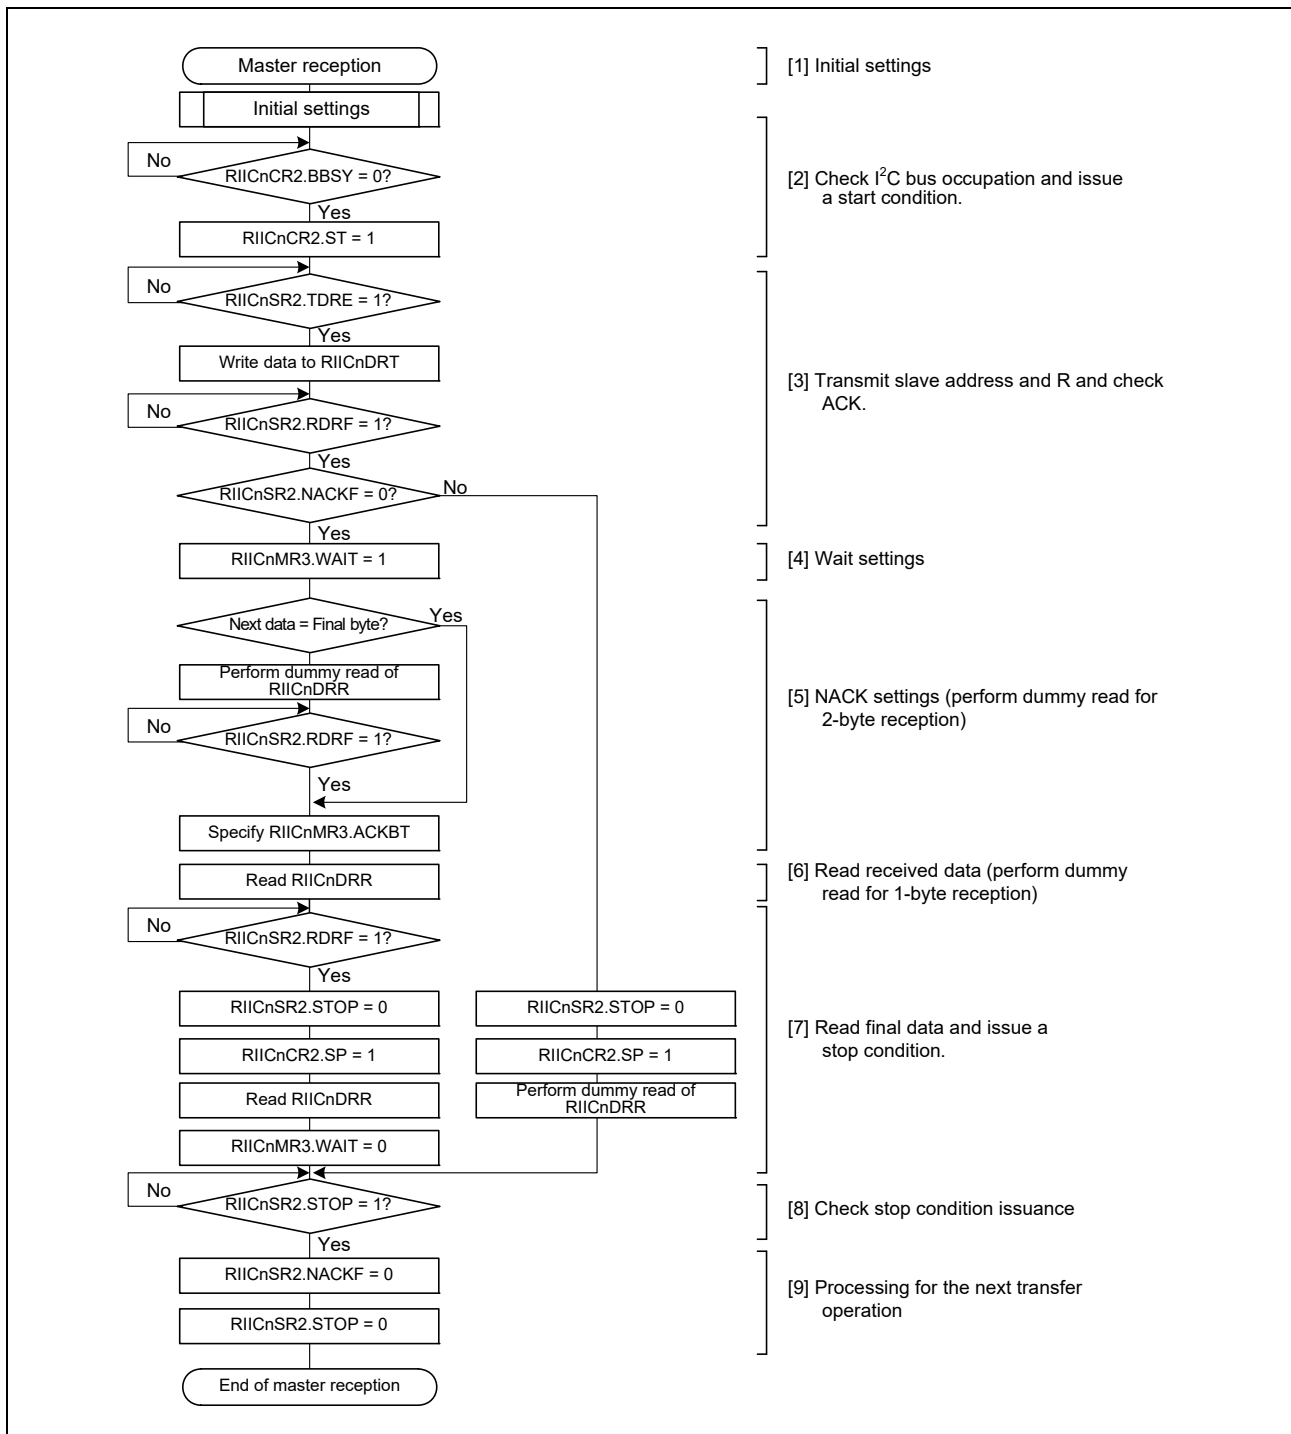 Master reception
[1] Initial settings
Initial settings
No
RIICnCR2.BBSY = 0?
[2] Check I²C bus occupation and issue
a start condition.
Yes
RIICnCR2.ST = 1
No
RIICnSR2.TDRE = 1?
Yes
Write data to RIICnDRT
[3] Transmit slave address and R and check
ACK.
No
RIICnSR2.RDRF = 1?
Yes
RIICnSR2.NACKF = 0?
No
Yes
RIICnMR3.WAIT = 1
[4] Wait settings
Next data = Final byte?
Yes
Perform dummy read of
RIICnDRR
[5] NACK settings (perform dummy read for
2-byte reception)
No
RIICnSR2.RDRF = 1?
Yes
Specify RIICnMR3.ACKBT
Read RIICnDRR
[6] Read received data (perform dummy
read for 1-byte reception)
No
RIICnSR2.RDRF = 1?
Yes
RIICnSR2.STOP = 0
RIICnSR2.STOP = 0
[7] Read final data and issue a
stop condition.
RIICnCR2.SP = 1
RIICnCR2.SP = 1
Read RIICnDRR
Perform dummy read of
RIICnDRR
RIICnMR3.WAIT = 0
No
RIICnSR2.STOP = 1?
[8] Check stop condition issuance
Yes
RIICnSR2.NACKF = 0
[9] Processing for the next transfer
operation
RIICnSR2.STOP = 0
End of master reception